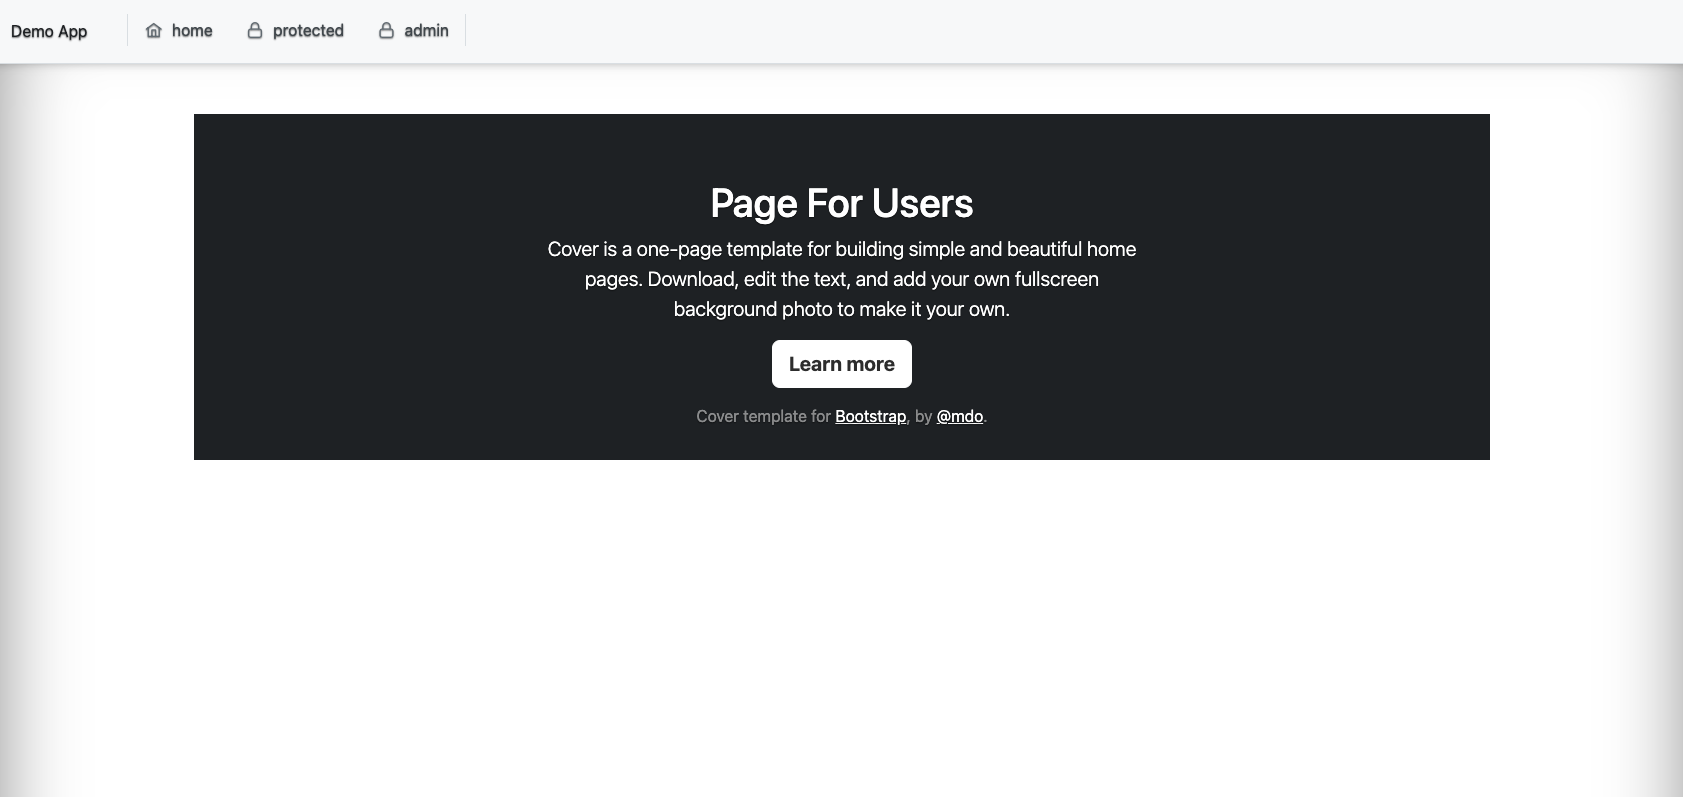 Demo App
home
protected
admin
Page For Users
Cover is a one-page template for building simple and beautiful home
pages. Download, edit the text, and add your own fullscreen
background photo to make it your own.
Learn more
Cover template for Bootstrap, by @mdo.